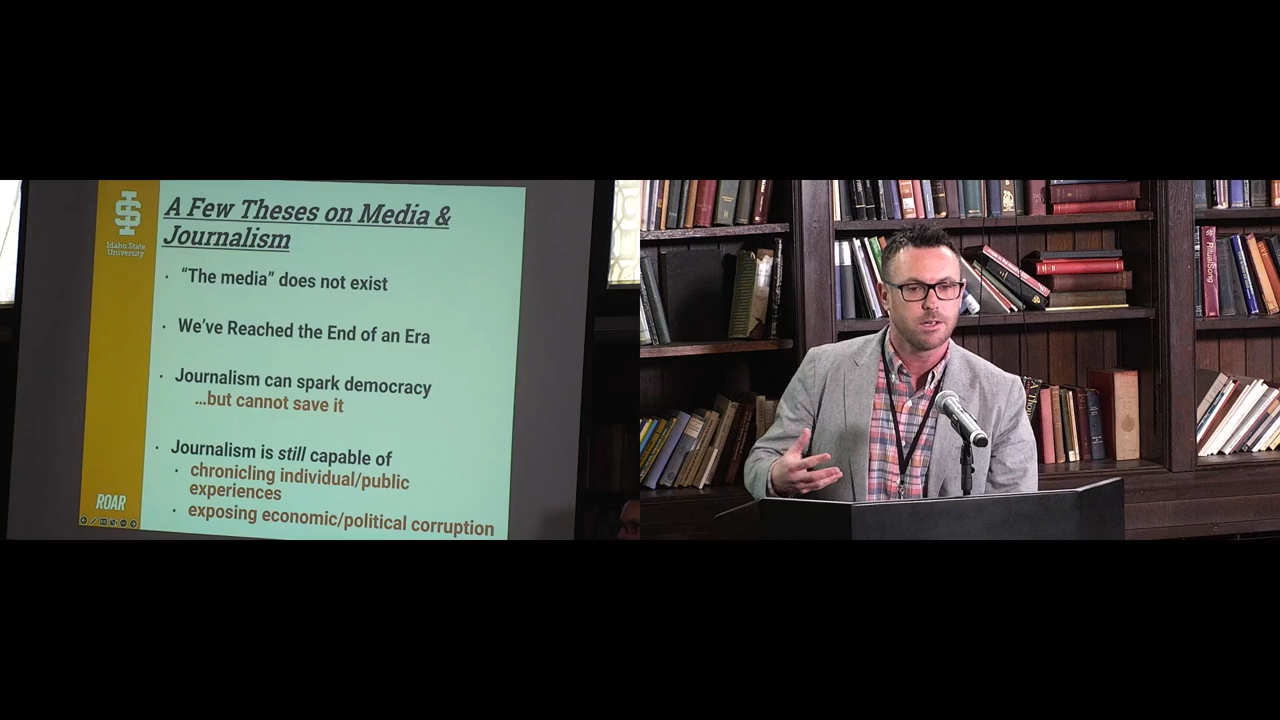 A Few Theses on Media &
Journalism
Idaho State
University
· “The media” does not exist
· We’ve Reached the End of an Era
· Journalism can spark democracy
…but cannot save it
· Journalism is still capable of
· chronicling individual/public
experiences
· exposing economic/political corruption
ROAR
RitualSong